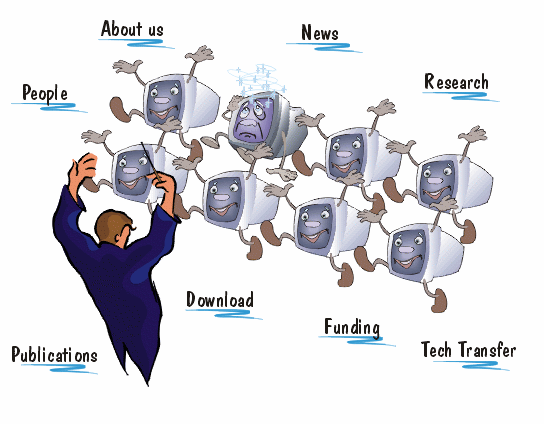 About us
News
Research
People
Download
Funding
Publications
Tech Transfer